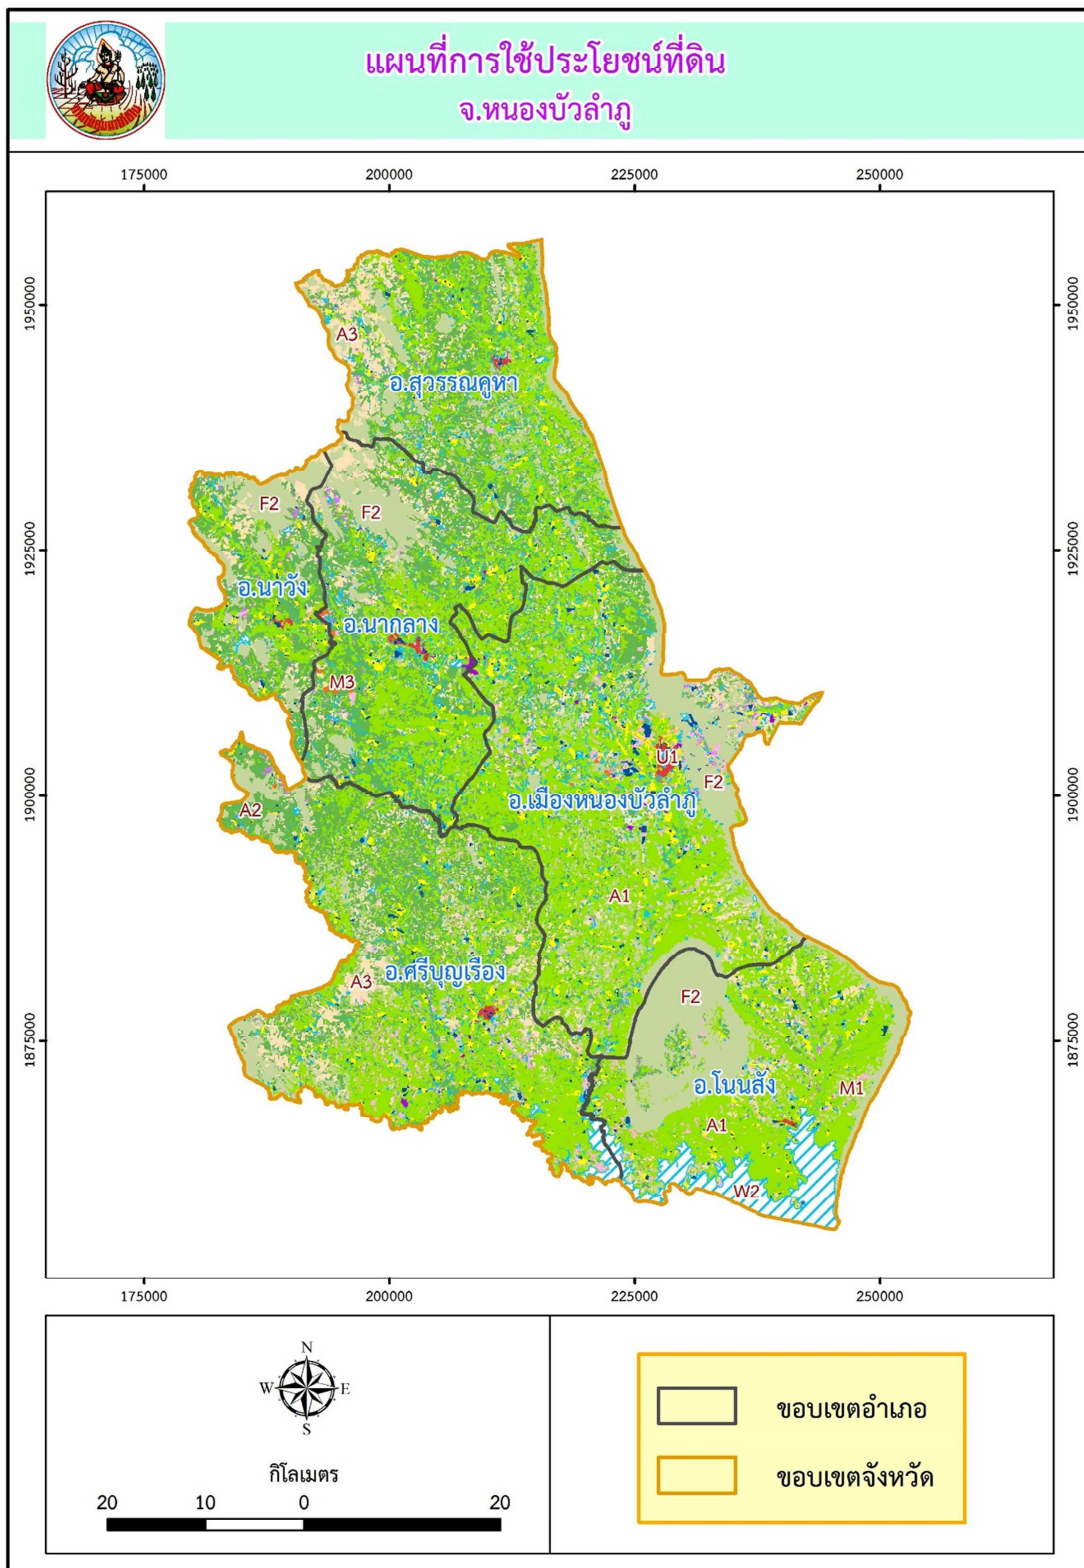 แผนที่การใช้ประโยชน์ที่ดิน
จ.หนองบัวลำภู
175000 200000 225000 250000
1950000 1950000
A3
อ.สุวรรณคูหา
F2 F2
1925000 1925000
อ.นาวัง
อ.นากลาง
M3
U1
F2
1900000 1900000
อ.เมืองหนองบัวลำภู
A2
A1
อ.ศรีบุญเรือง
A3
F2
1875000 1875000
อ.โนนสัง
M1
A1
W2
175000 200000 225000 250000
N
W E
S
กิโลเมตร
20 10 0 20
ขอบเขตอำเภอ
ขอบเขตจังหวัด